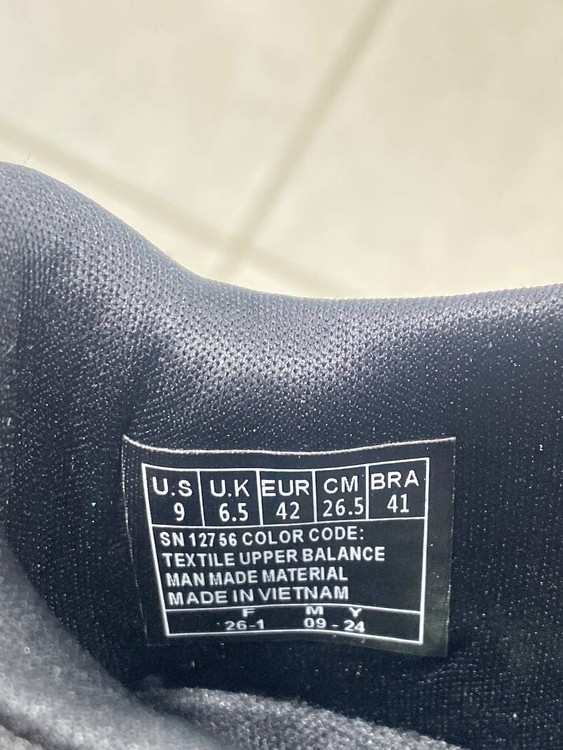 U.S U.K EUR CM BRA
9 6.5 42 26.5 41
SN 12756 COLOR CODE:
TEXTILE UPPER BALANCE
MAN MADE MATERIAL
MADE IN VIETNAM
F M Y
26-1 09-24